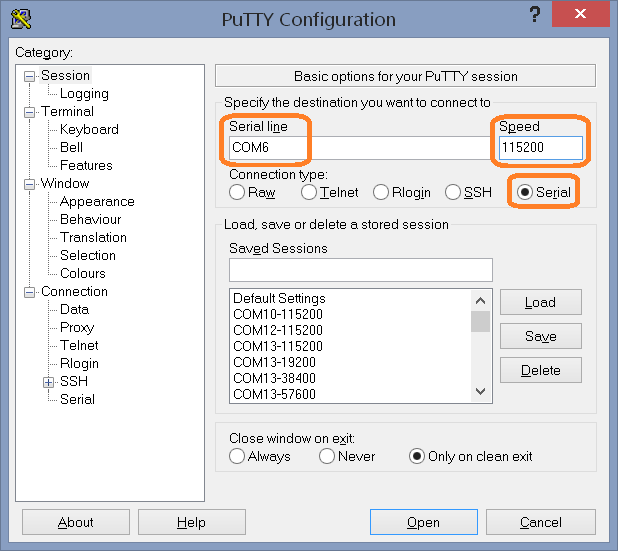 PuTTY Configuration
?
Category:
Session
Logging
Terminal
Keyboard
Bell
Features
Window
Appearance
Behaviour
Translation
Selection
Colours
Connection
Data
Proxy
Telnet
Rlogin
SSH
Serial
Basic options for your PuTTY session
Specify the destination you want to connect to
Serial line Speed
COM6 115200
Connection type:
Raw Telnet Rlogin SSH Serial
Load, save or delete a stored session
Saved Sessions
Default Settings
COM10-115200
COM12-115200
COM13-115200
COM13-19200
COM13-38400
COM13-57600
Load
Save
Delete
Close window on exit:
Always Never Only on clean exit
About Help Open Cancel